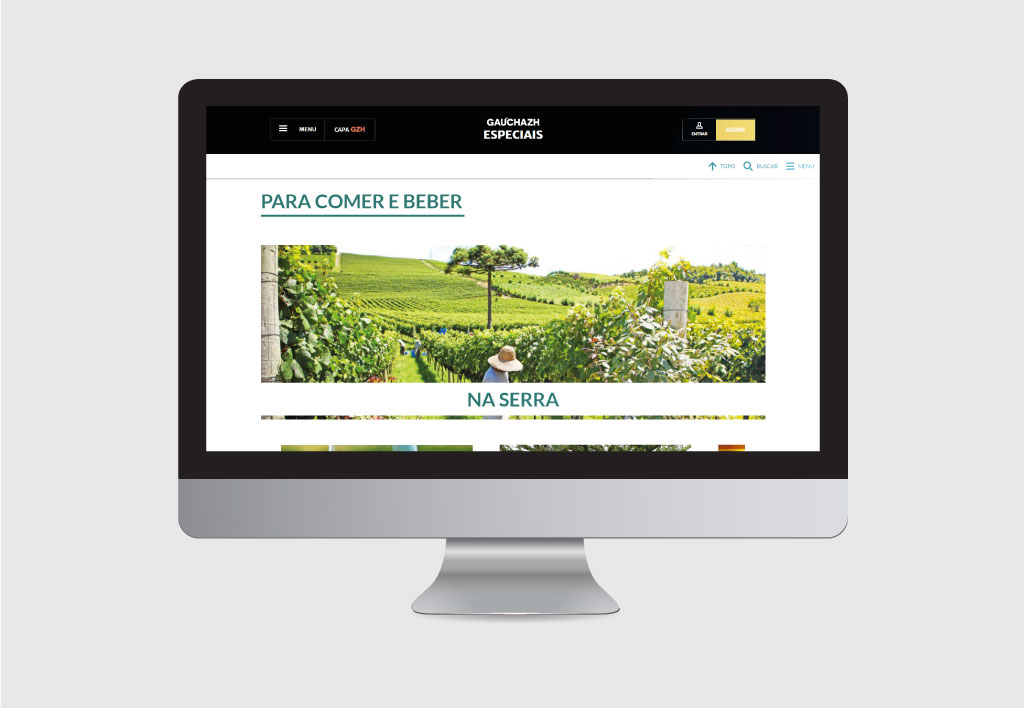 MENU
CAPA GZH
GAÚCHAZH
ESPECIAIS
ENTRAR
ASSINE
TOPO
BUSCAR
MENU
PARA COMER E BEBER
NA SERRA